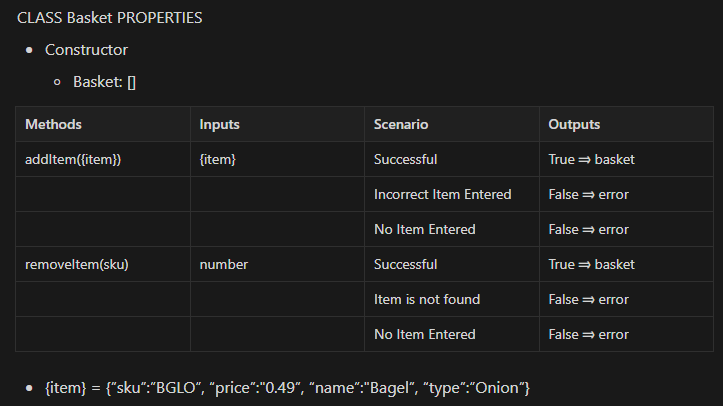 CLASS Basket PROPERTIES
• Constructor
◦ Basket: []
Methods Inputs Scenario Outputs
addItem({item}) {item} Successful True ⟹ basket
Incorrect Item Entered False ⟹ error
No Item Entered False ⟹ error
removeItem(sku) number Successful True ⟹ basket
Item is not found False ⟹ error
No Item Entered False ⟹ error
• {item} = {”sku”:”BGLO”, “price”:"0.49”, “name”:"Bagel”, “type”:”Onion”}